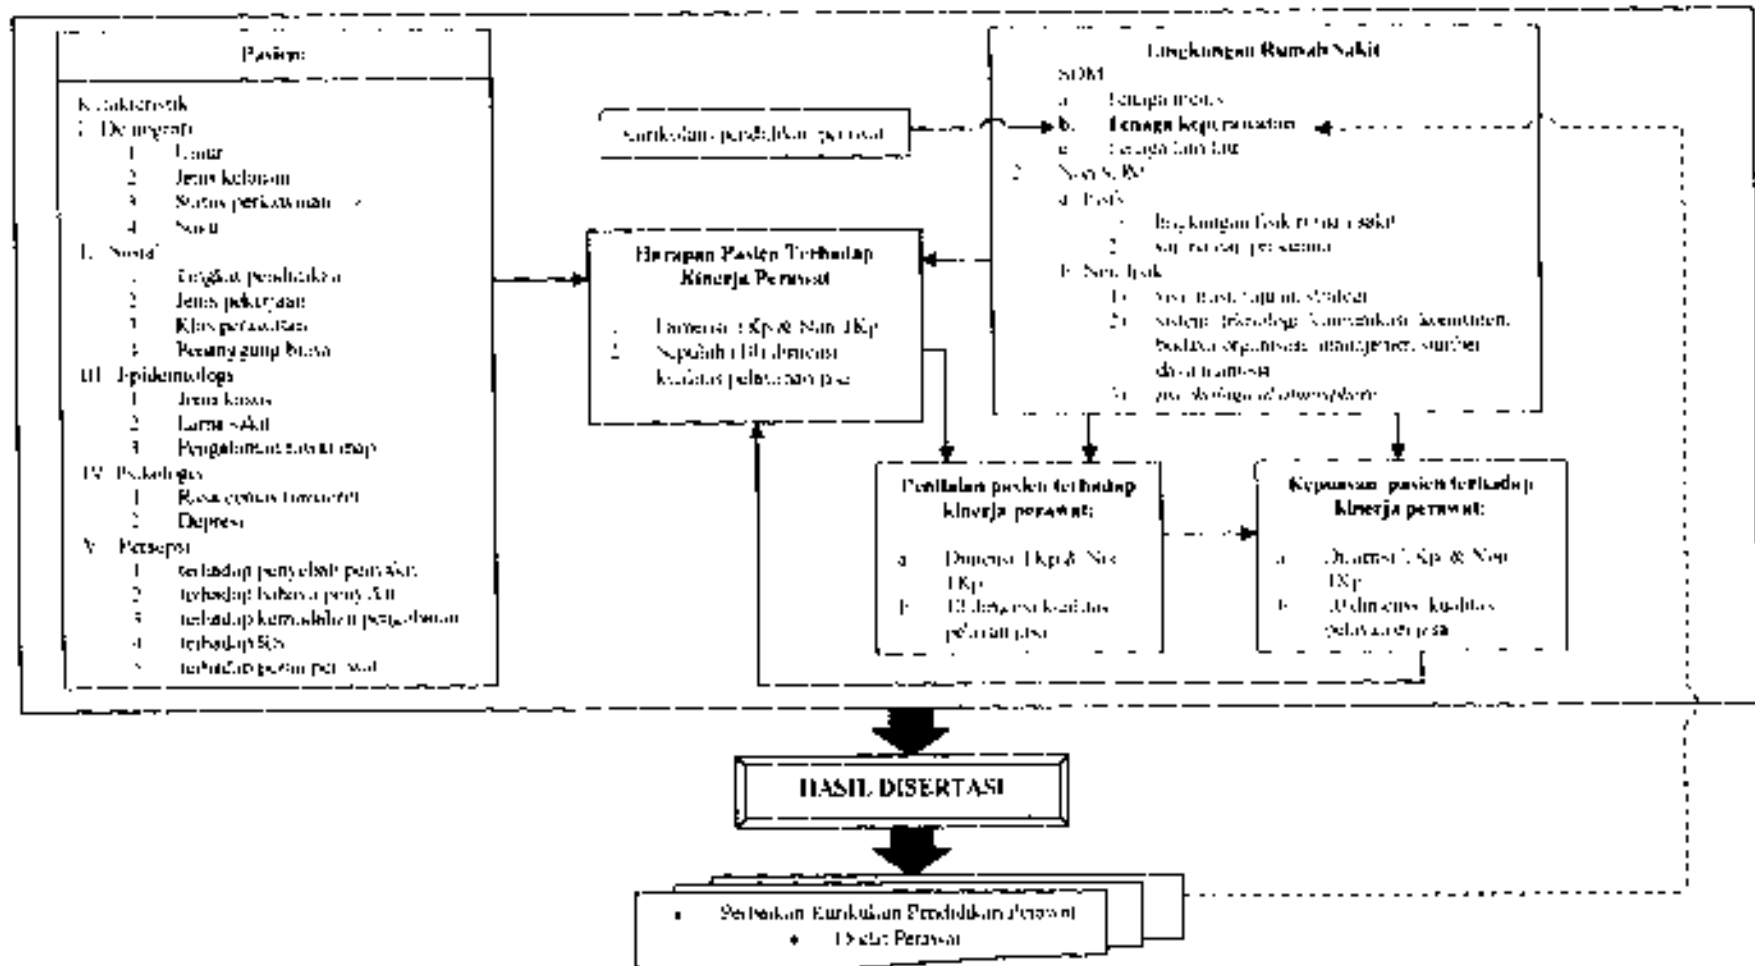 Pasien:
Karakteristik
I. Demografi
1 Umur
2 Jenis kelamin
3 Status perkawinan
4 Suku
II. Sosial
1 Tingkat pendidikan
2 Jenis pekerjaan
3 Klas perawatan
4 Penanggung biaya
III Epidemiologi
1 Jenis kasus
2 Lama sakit
3 Pengalaman rawat inap
IV Psikologis
1 Rasa cemas
2 Depresi
V Persepsi
1 terhadap penyebab penyakit
2 terhadap bahaya penyakit
3 terhadap kemudahan pengobatan
4 terhadap
5 terhadap peran perawat
kurikulum pendidikan perawat
Harapan Pasien Terhadap
Kinerja Perawat
1 Dimensi TKp & Non TKp
2 Sepuluh (10) dimensi
kualitas pelayanan jasa
Lingkungan Rumah Sakit
SDM
a Tenaga medis
b. Tenaga keperawatan
c Tenaga lain-lain
2 Non SDM
a. Fisik
1 lingkungan fisik rumah sakit
2
b Non fisik
1) visi, misi, tujuan, strategi
2) sistem, teknologi, komunikasi, komitmen,
budaya organisasi, manajemen sumber
daya manusia
3) psychological atmosphere
Penilaian pasien terhadap
kinerja perawat:
a Dimensi TKp & Non
TKp
b 10 dimensi kualitas
pelayanan jasa
Kepuasan pasien terhadap
kinerja perawat:
a Dimensi TKp & Non
TKp
b 10 dimensi kualitas
pelayanan jasa
HASIL DISERTASI
• Perbaikan Kurikulum Pendidikan Perawat
• Diklat Perawat